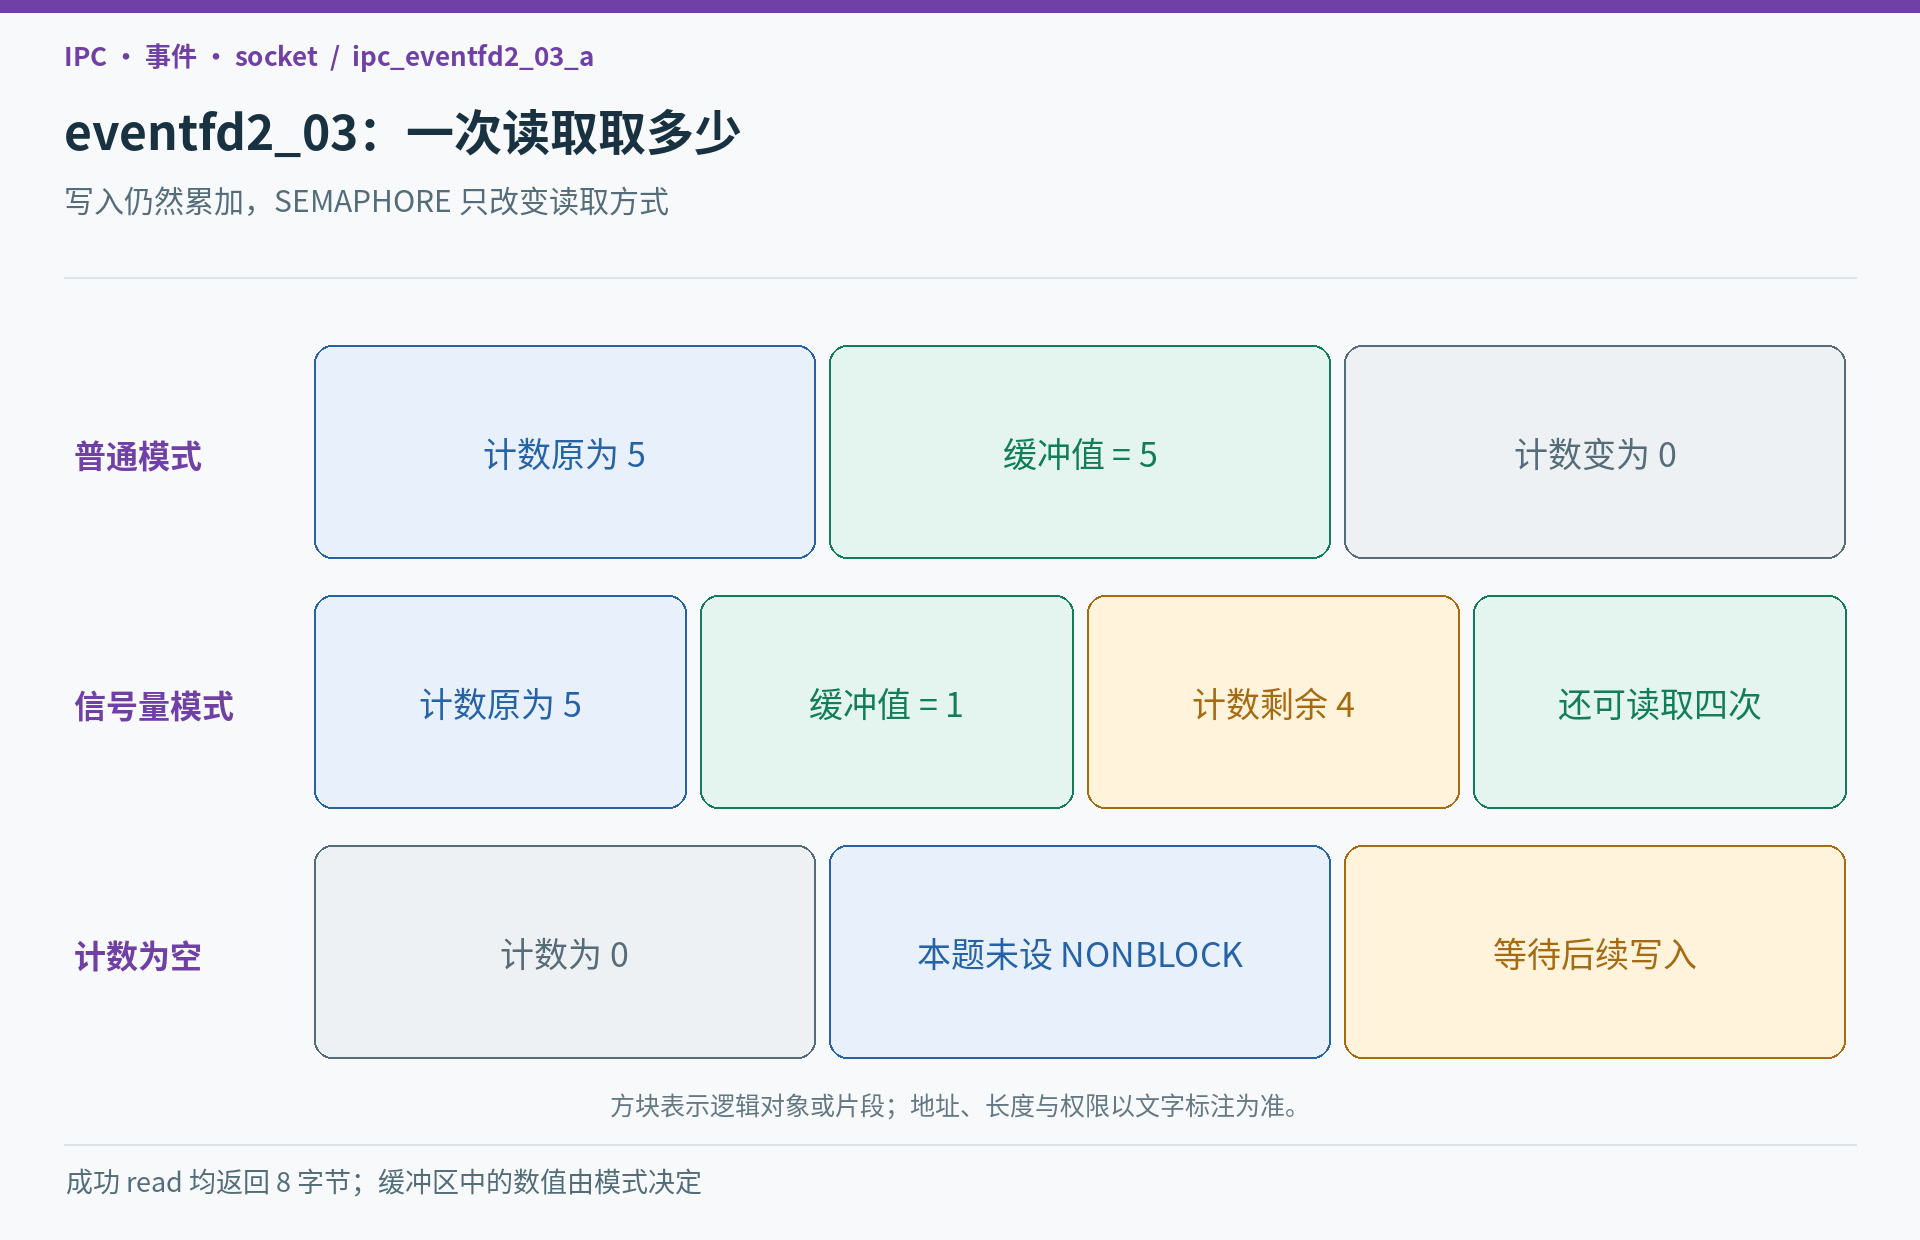 IPC · 事件 · socket / ipc_eventfd2_03_a
eventfd2_03：一次读取取多少
写入仍然累加，SEMAPHORE 只改变读取方式
普通模式
计数原为 5
缓冲值 = 5
计数变为 0
信号量模式
计数原为 5
缓冲值 = 1
计数剩余 4
还可读取四次
计数为空
计数为 0
本题未设 NONBLOCK
等待后续写入
方块表示逻辑对象或片段；地址、长度与权限以文字标注为准。
成功 read 均返回 8 字节；缓冲区中的数值由模式决定